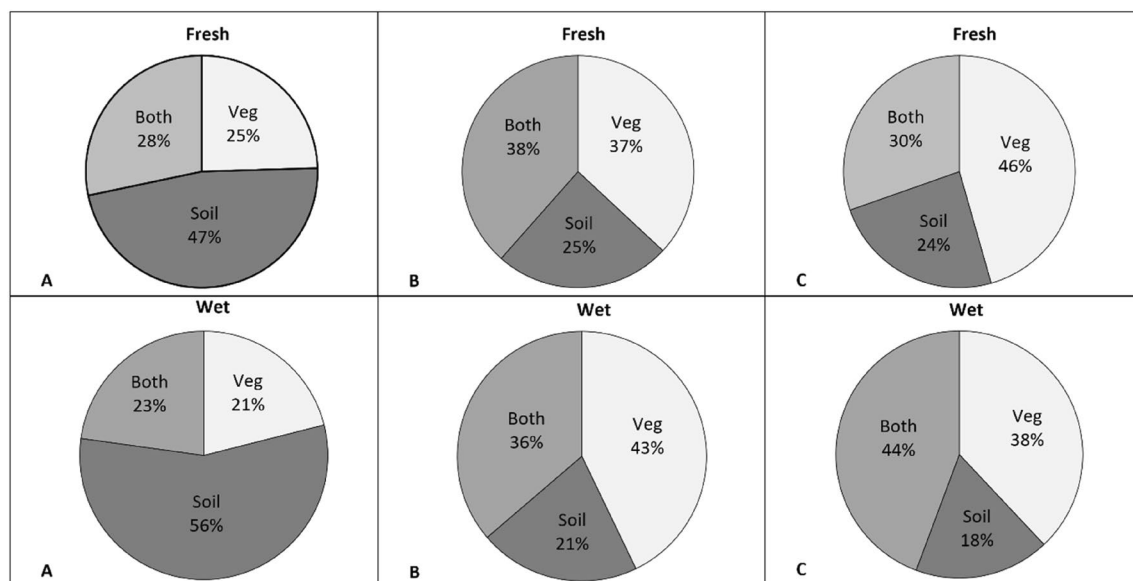 Fresh
Both
28%
Veg
25%
Soil
47%
A
Fresh
Both
38%
Veg
37%
Soil
25%
B
Fresh
Both
30%
Veg
46%
Soil
24%
C
Wet
Both
23%
Veg
21%
Soil
56%
A
Wet
Both
36%
Veg
43%
Soil
21%
B
Wet
Both
44%
Veg
38%
Soil
18%
C